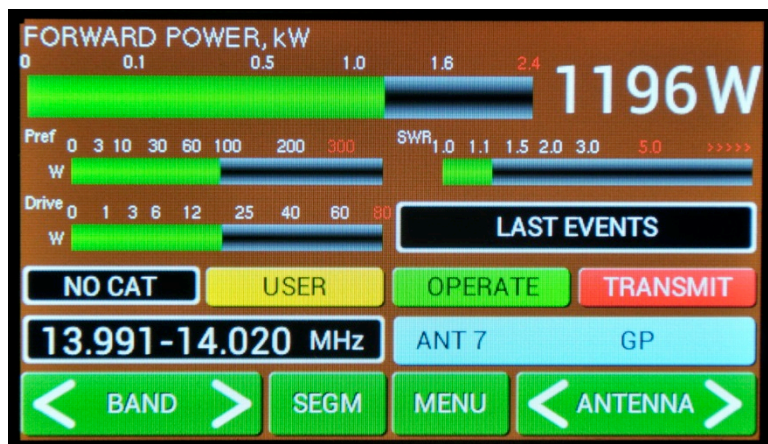 FORWARD POWER, kW
0 0.1 0.5 1.0 1.6 2.4
1196W
Pref
0 3 10 30 60 100 200 300
W
SWR
1.0 1.1 1.5 2.0 3.0 5.0 >>>>>
Drive
0 1 3 6 12 25 40 60 80
W
LAST EVENTS
NO CAT USER OPERATE TRANSMIT
13.991-14.020 MHz ANT 7 GP
< BAND > SEGM MENU < ANTENNA >